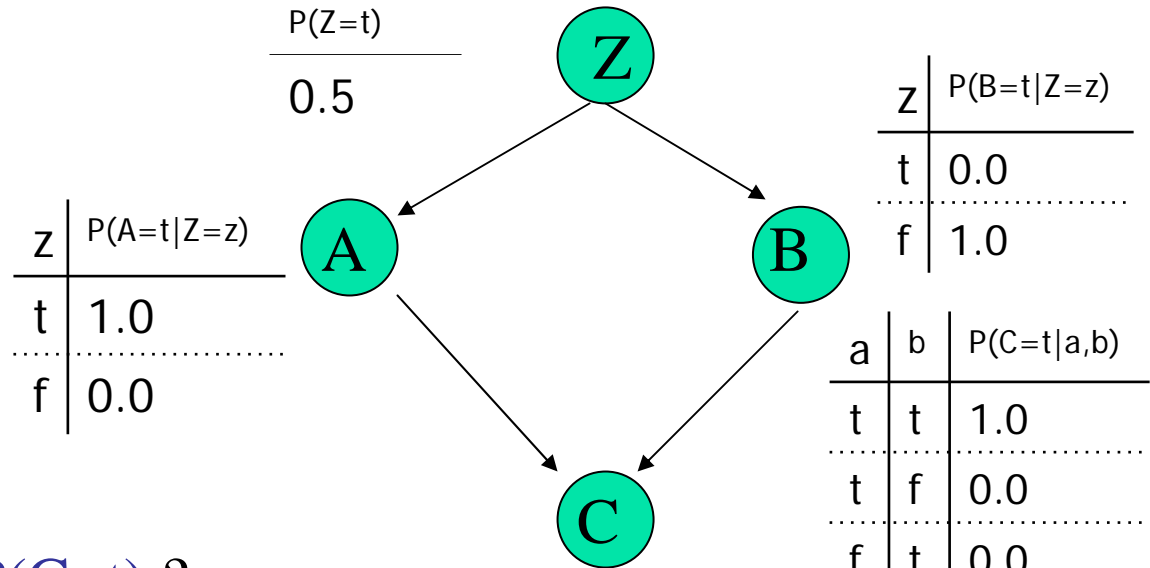 P(Z=t)
0.5
Z
z P(B=t|Z=z)
t 0.0
f 1.0
z P(A=t|Z=z)
t 1.0
f 0.0
A
B
a b P(C=t|a,b)
t t 1.0
t f 0.0
f t 0.0
C
P(C=t) ?